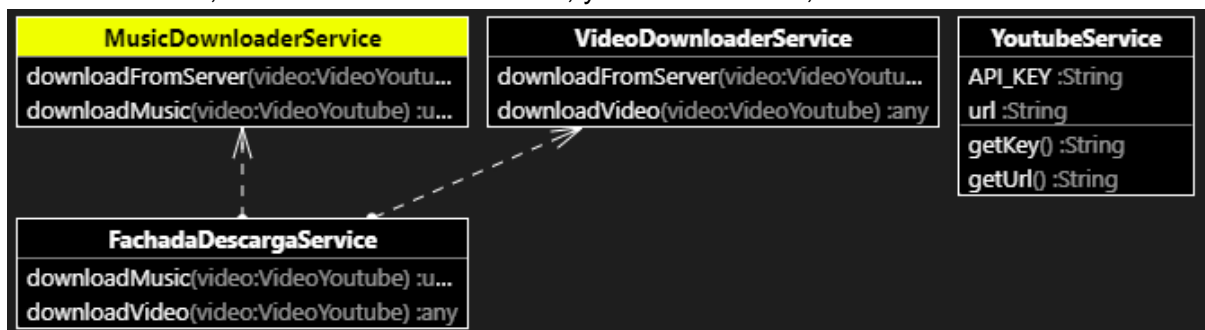 MusicDownloaderService
downloadFromServer(video:VideoYoutu...
downloadMusic(video:VideoYoutube) :u...
VideoDownloaderService
downloadFromServer(video:VideoYoutu...
downloadVideo(video:VideoYoutube) :any
YoutubeService
API_KEY :String
url :String
getKey() :String
getUrl() :String
FachadaDescargaService
downloadMusic(video:VideoYoutube) :u...
downloadVideo(video:VideoYoutube) :any